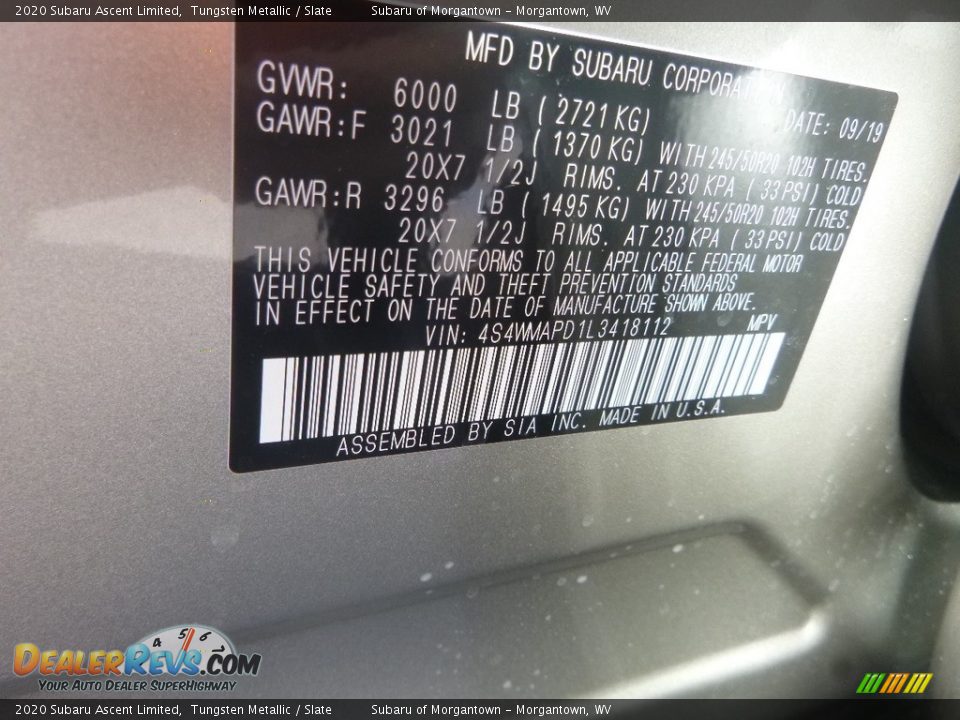 2020 Subaru Ascent Limited, Tungsten Metallic / Slate Subaru of Morgantown - Morgantown, WV
MFD BY SUBARU CORPORATION
GVWR: 6000 LB ( 2721 KG) DATE: 09/19
GAWR:F 3021 LB ( 1370 KG) WITH 245/50R20 102H TIRES.
20X7 1/2J RIMS. AT 230 KPA ( 33 PSI) COLD
GAWR:R 3296 LB ( 1495 KG) WITH 245/50R20 102H TIRES.
20X7 1/2J RIMS. AT 230 KPA ( 33 PSI) COLD
THIS VEHICLE CONFORMS TO ALL APPLICABLE FEDERAL MOTOR
VEHICLE SAFETY AND THEFT PREVENTION STANDARDS
IN EFFECT ON THE DATE OF MANUFACTURE SHOWN ABOVE.
VIN: 4S4WMAPD1L3418112 MPV
ASSEMBLED BY SIA INC. MADE IN U.S.A.
4 5 6
DEALERREVS.COM
YOUR AUTO DEALER SUPERHIGHWAY
2020 Subaru Ascent Limited, Tungsten Metallic / Slate Subaru of Morgantown - Morgantown, WV